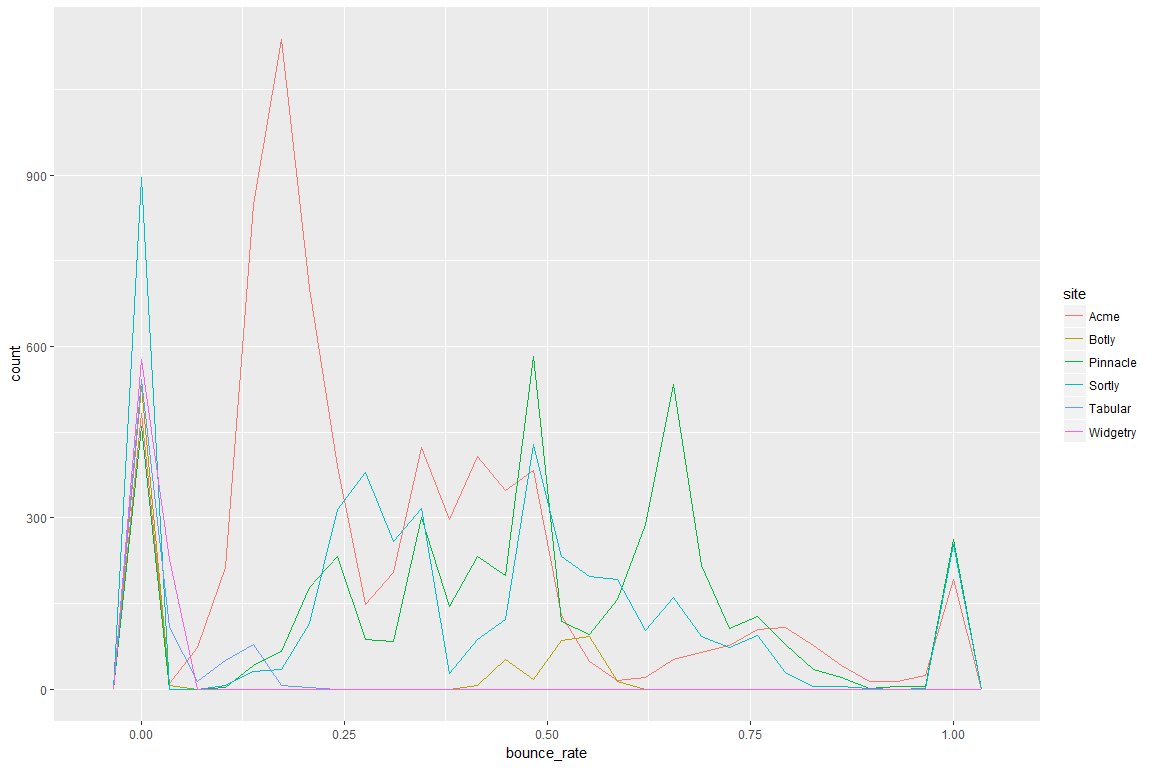 count
900
600
300
0
0.00 0.25 0.50 0.75 1.00
bounce_rate
site
Acme
Botly
Pinnacle
Sortly
Tabular
Widgetry